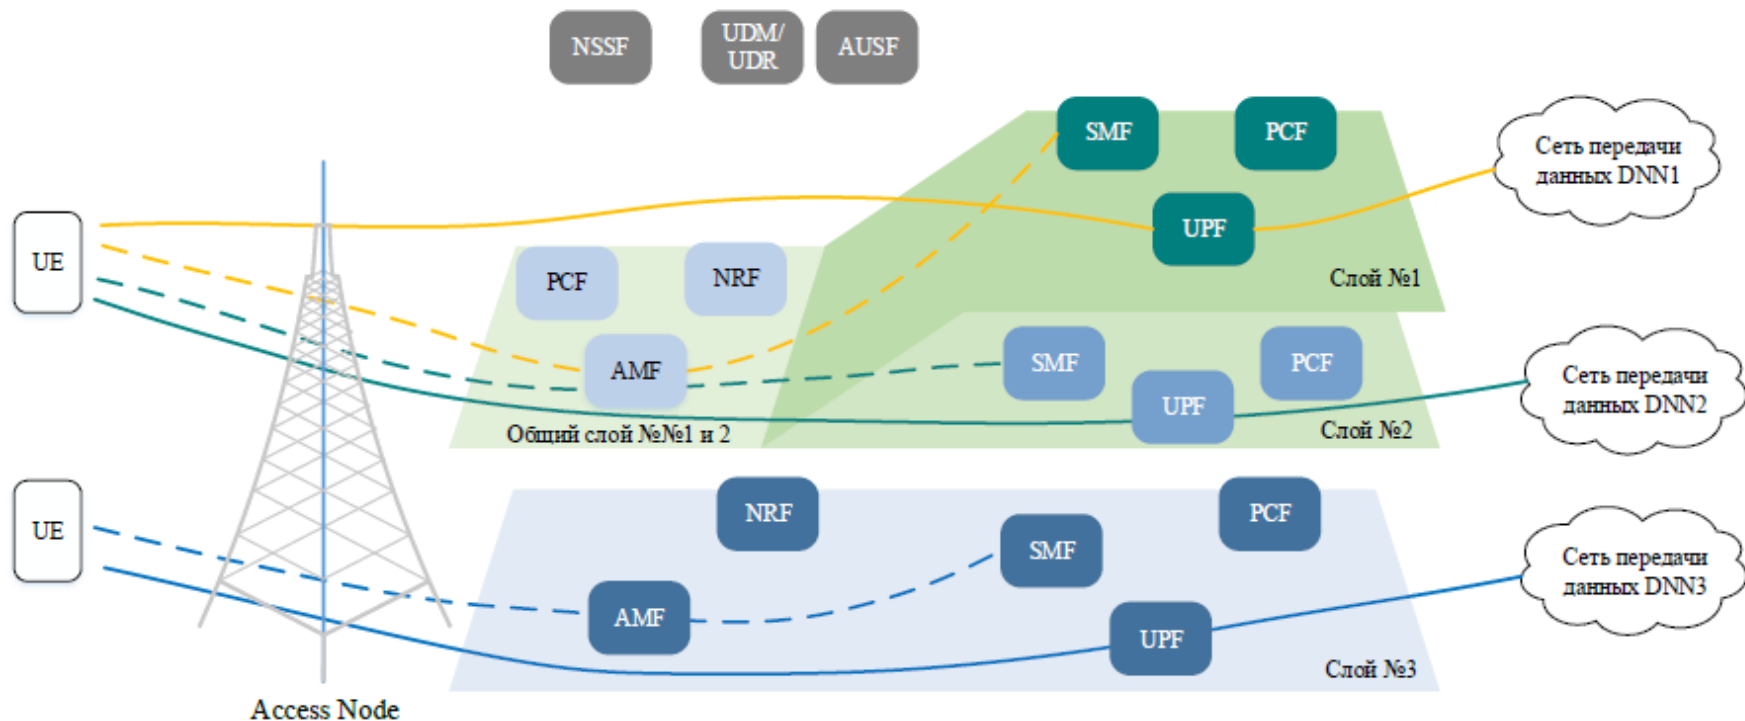 NSSF
UDM/
UDR
AUSF
SMF
PCF
Сеть передачи
данных DNN1
UPF
UE
PCF
NRF
Слой №1
AMF
SMF
PCF
UPF
Сеть передачи
данных DNN2
Общий слой №№1 и 2
Слой №2
UE
NRF
PCF
SMF
Сеть передачи
данных DNN3
AMF
UPF
Слой №3
Access Node